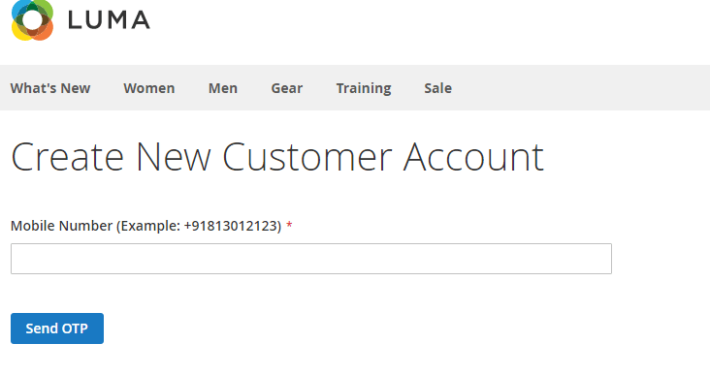 LUMA
What's New Women Men Gear Training Sale
Create New Customer Account
Mobile Number (Example: +91813012123) *
Send OTP